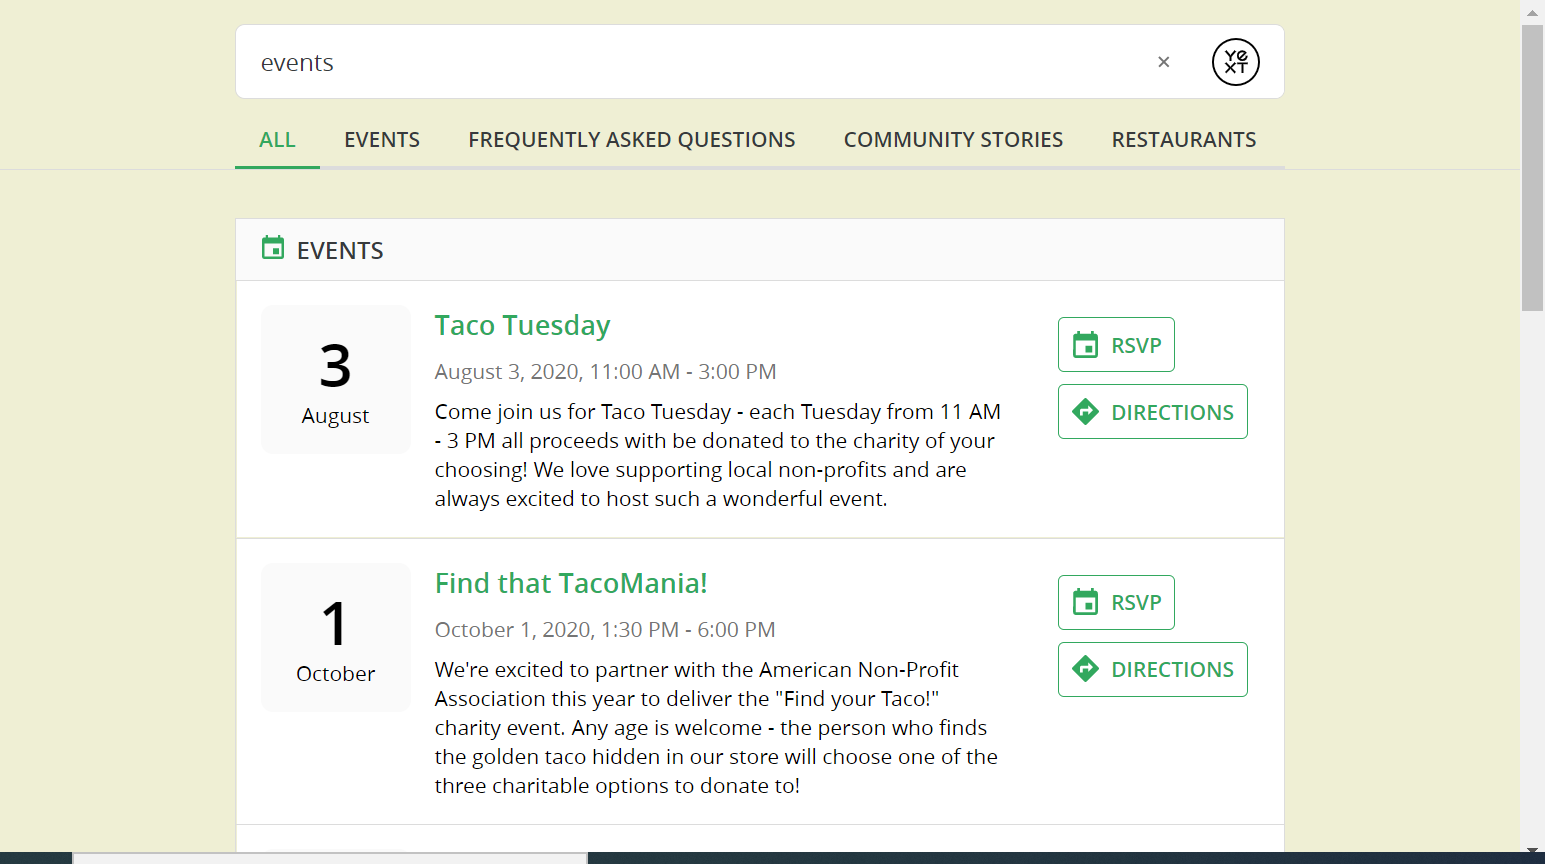 events
YEXT
ALL EVENTS FREQUENTLY ASKED QUESTIONS COMMUNITY STORIES RESTAURANTS
EVENTS
3
August
Taco Tuesday
August 3, 2020, 11:00 AM - 3:00 PM
Come join us for Taco Tuesday - each Tuesday from 11 AM
- 3 PM all proceeds with be donated to the charity of your
choosing! We love supporting local non-profits and are
always excited to host such a wonderful event.
RSVP
DIRECTIONS
1
October
Find that TacoMania!
October 1, 2020, 1:30 PM - 6:00 PM
We're excited to partner with the American Non-Profit
Association this year to deliver the "Find your Taco!"
charity event. Any age is welcome - the person who finds
the golden taco hidden in our store will choose one of the
three charitable options to donate to!
RSVP
DIRECTIONS